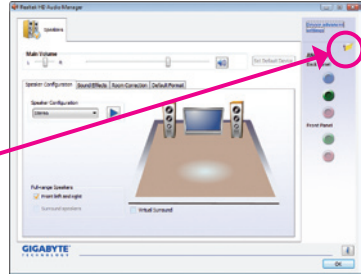 Realtek HD Audio Manager
Speakers
Device advanced
settings
Main Volume
L
R
Set Default Device
Back Panel
Speaker Configuration
Sound Effects
Room Correction
Default Format
Speaker Configuration
Stereo
Front Panel
Full-range Speakers
Front left and right
Surround speakers
Virtual Surround
GIGABYTE
TECHNOLOGY
i
OK